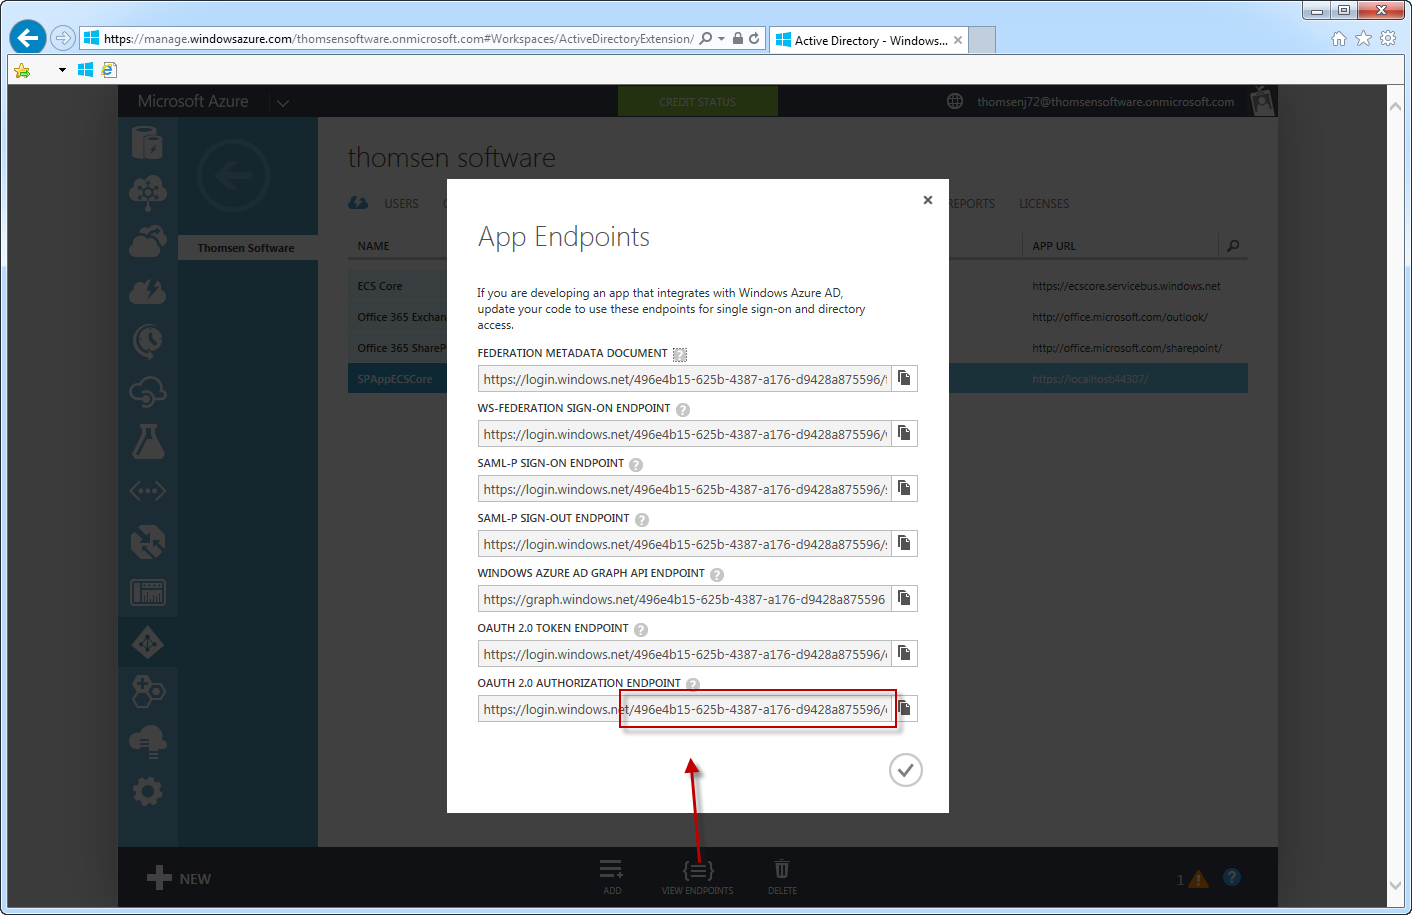 https://manage.windowsazure.com/thomsensoftware.onmicrosoft.com#Workspaces/ActiveDirectoryExtension/
Active Directory - Windows...
Microsoft Azure
CREDIT STATUS
thomsenj72@thomsensoftware.onmicrosoft.com
thomsen software
USERS
REPORTS
LICENSES
Thomsen Software
NAME
APP URL
ECS Core
https://ecscore.servicebus.windows.net
Office 365 Exchan
http://office.microsoft.com/outlook/
Office 365 ShareP
http://office.microsoft.com/sharepoint/
SPAppECSCore
https://localhost:44307/
App Endpoints
If you are developing an app that integrates with Windows Azure AD,
update your code to use these endpoints for single sign-on and directory
access.
FEDERATION METADATA DOCUMENT ?
https://login.windows.net/496e4b15-625b-4387-a176-d9428a875596/
WS-FEDERATION SIGN-ON ENDPOINT ?
https://login.windows.net/496e4b15-625b-4387-a176-d9428a875596/
SAML-P SIGN-ON ENDPOINT ?
https://login.windows.net/496e4b15-625b-4387-a176-d9428a875596/s
SAML-P SIGN-OUT ENDPOINT ?
https://login.windows.net/496e4b15-625b-4387-a176-d9428a875596/s
WINDOWS AZURE AD GRAPH API ENDPOINT ?
https://graph.windows.net/496e4b15-625b-4387-a176-d9428a875596
OAUTH 2.0 TOKEN ENDPOINT ?
https://login.windows.net/496e4b15-625b-4387-a176-d9428a875596/
OAUTH 2.0 AUTHORIZATION ENDPOINT ?
https://login.windows.net/496e4b15-625b-4387-a176-d9428a875596/
NEW
ADD
VIEW ENDPOINTS
DELETE
1
?